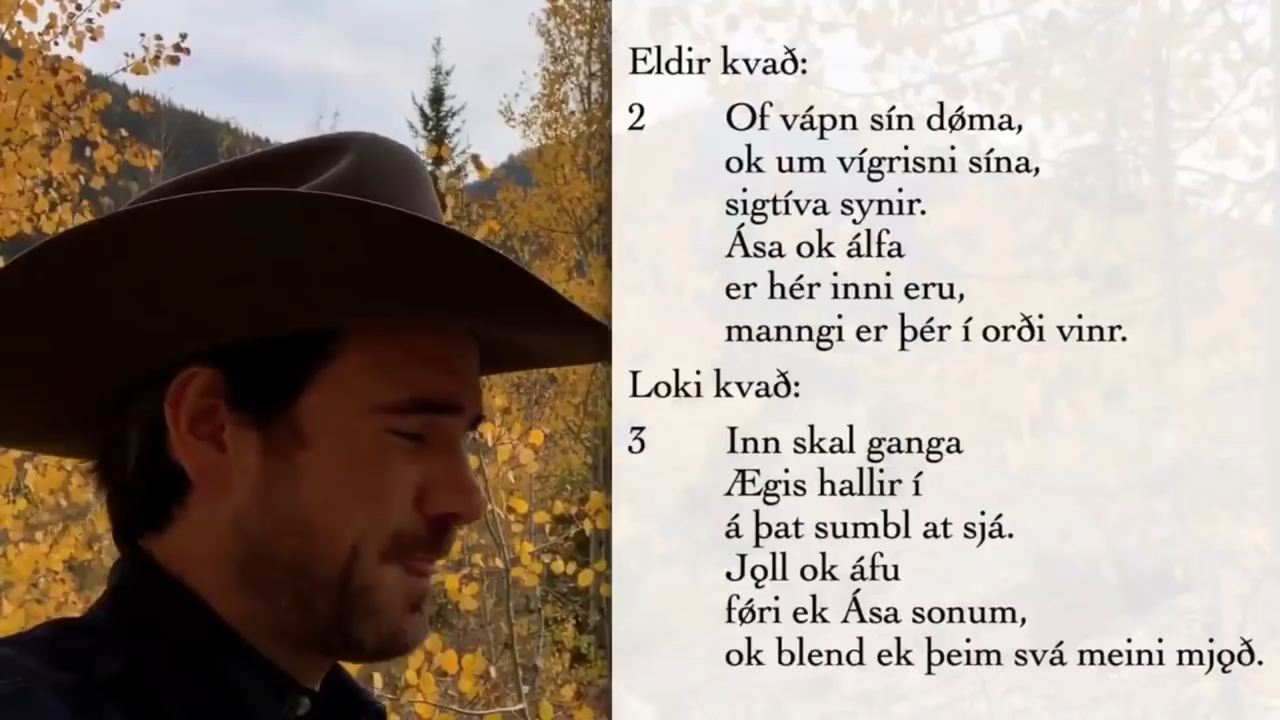 Eldir kvað:
2 Of vápn sín dǿma,
ok um vígrisni sína,
sigtíva synir.
Ása ok álfa
er hér inni eru,
manngi er þér í orði vinr.
Loki kvað:
3 Inn skal ganga
Ægis hallir í
á þat sumbl at sjá.
Jǫll ok áfu
fǿri ek Ása sonum,
ok blend ek þeim svá meini mjǫð.